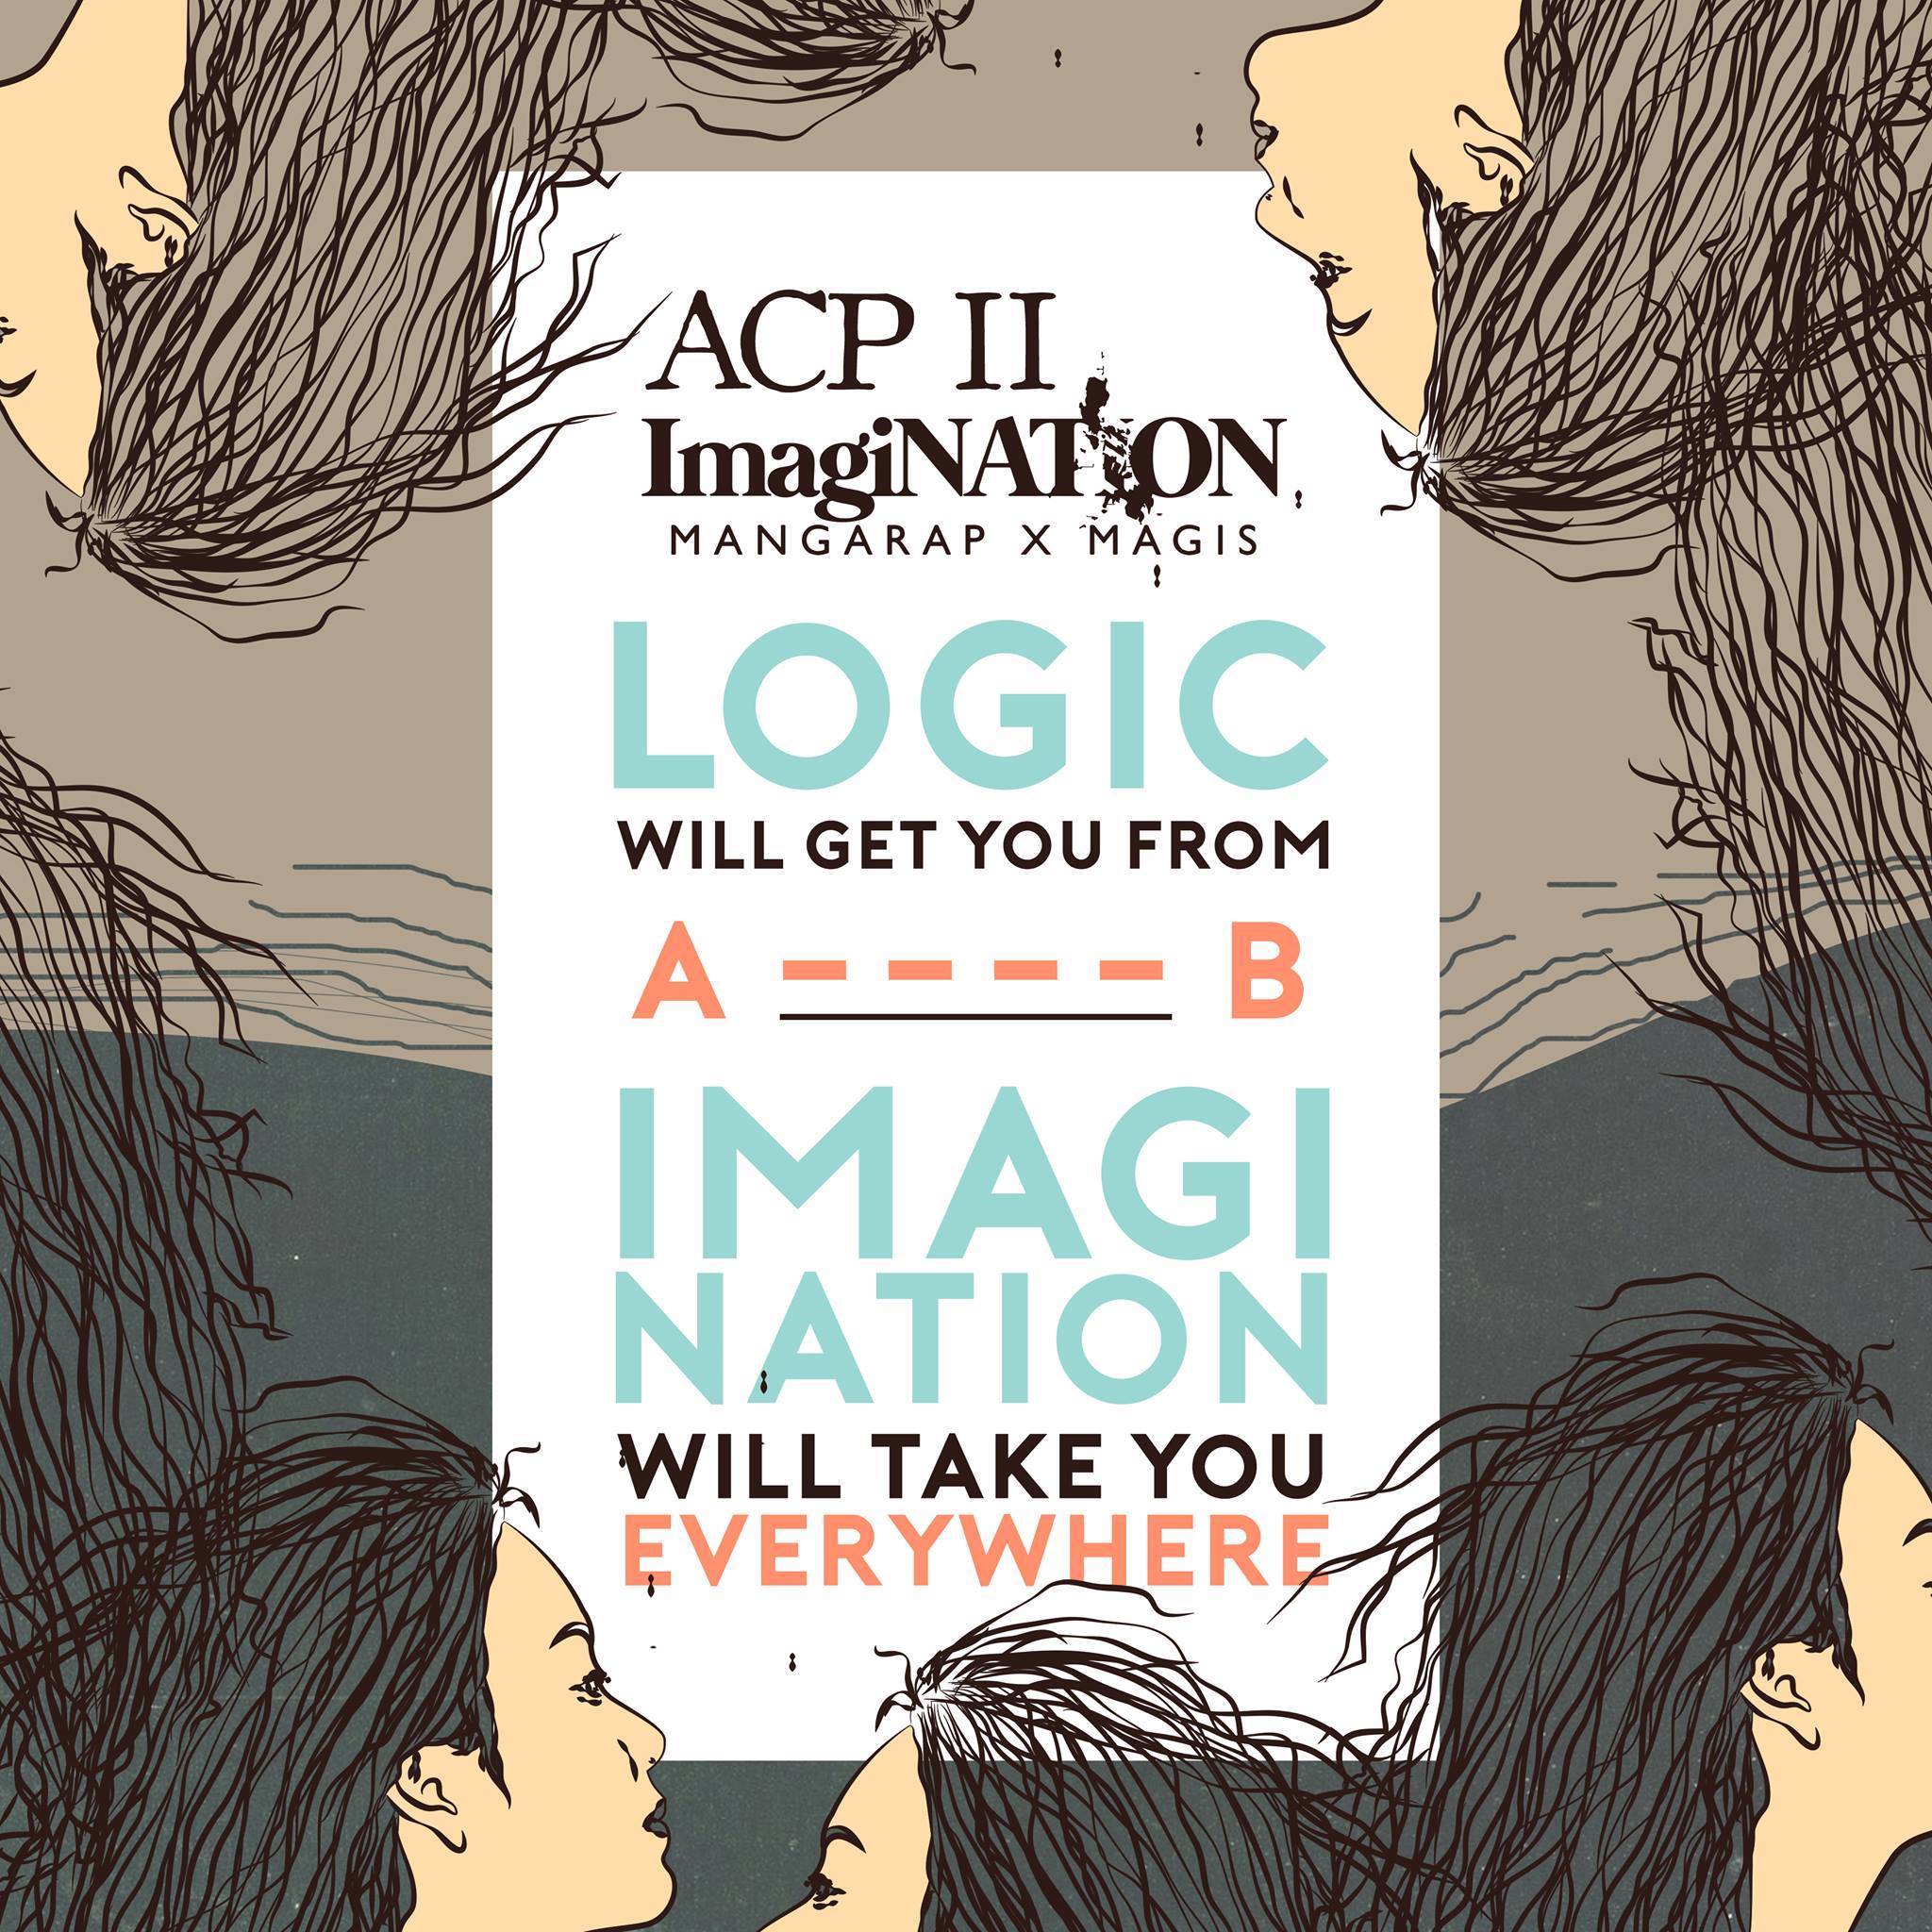 ACP II
ImagiNATION
MANGARAP X MAGIS
LOGIC
WILL GET YOU FROM
A ---- B
IMAGI
NATION
WILL TAKE YOU
EVERYWHERE